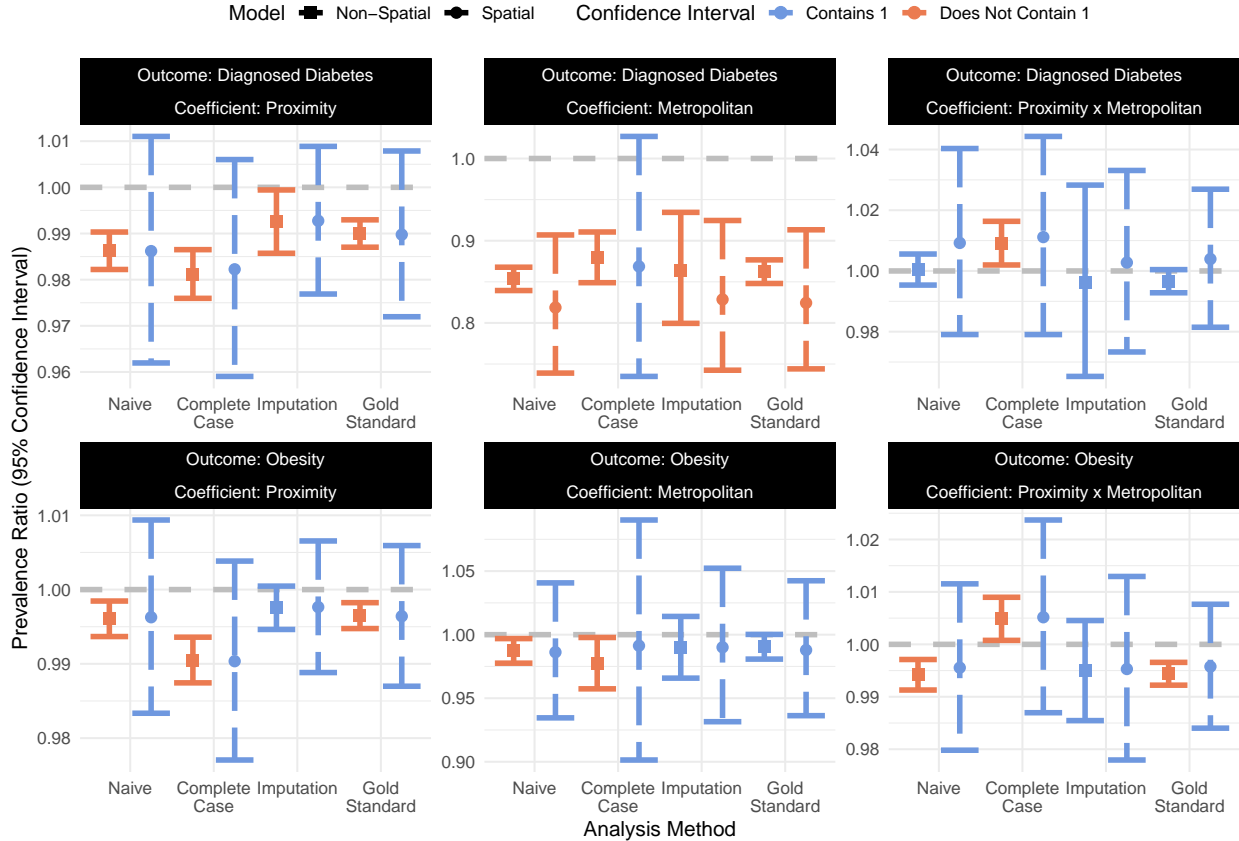 Model Non−Spatial Spatial Confidence Interval Contains 1 Does Not Contain 1
Prevalence Ratio (95% Confidence Interval)
Outcome: Diagnosed Diabetes
Coefficient: Proximity
1.01
1.00
0.99
0.98
0.97
0.96
Naive Complete Case Imputation Gold Standard
Outcome: Diagnosed Diabetes
Coefficient: Metropolitan
1.0
0.9
0.8
Naive Complete Case Imputation Gold Standard
Outcome: Diagnosed Diabetes
Coefficient: Proximity x Metropolitan
1.04
1.02
1.00
0.98
Naive Complete Case Imputation Gold Standard
Outcome: Obesity
Coefficient: Proximity
1.01
1.00
0.99
0.98
Naive Complete Case Imputation Gold Standard
Outcome: Obesity
Coefficient: Metropolitan
1.05
1.00
0.95
0.90
Naive Complete Case Imputation Gold Standard
Outcome: Obesity
Coefficient: Proximity x Metropolitan
1.02
1.01
1.00
0.99
0.98
Naive Complete Case Imputation Gold Standard
Analysis Method